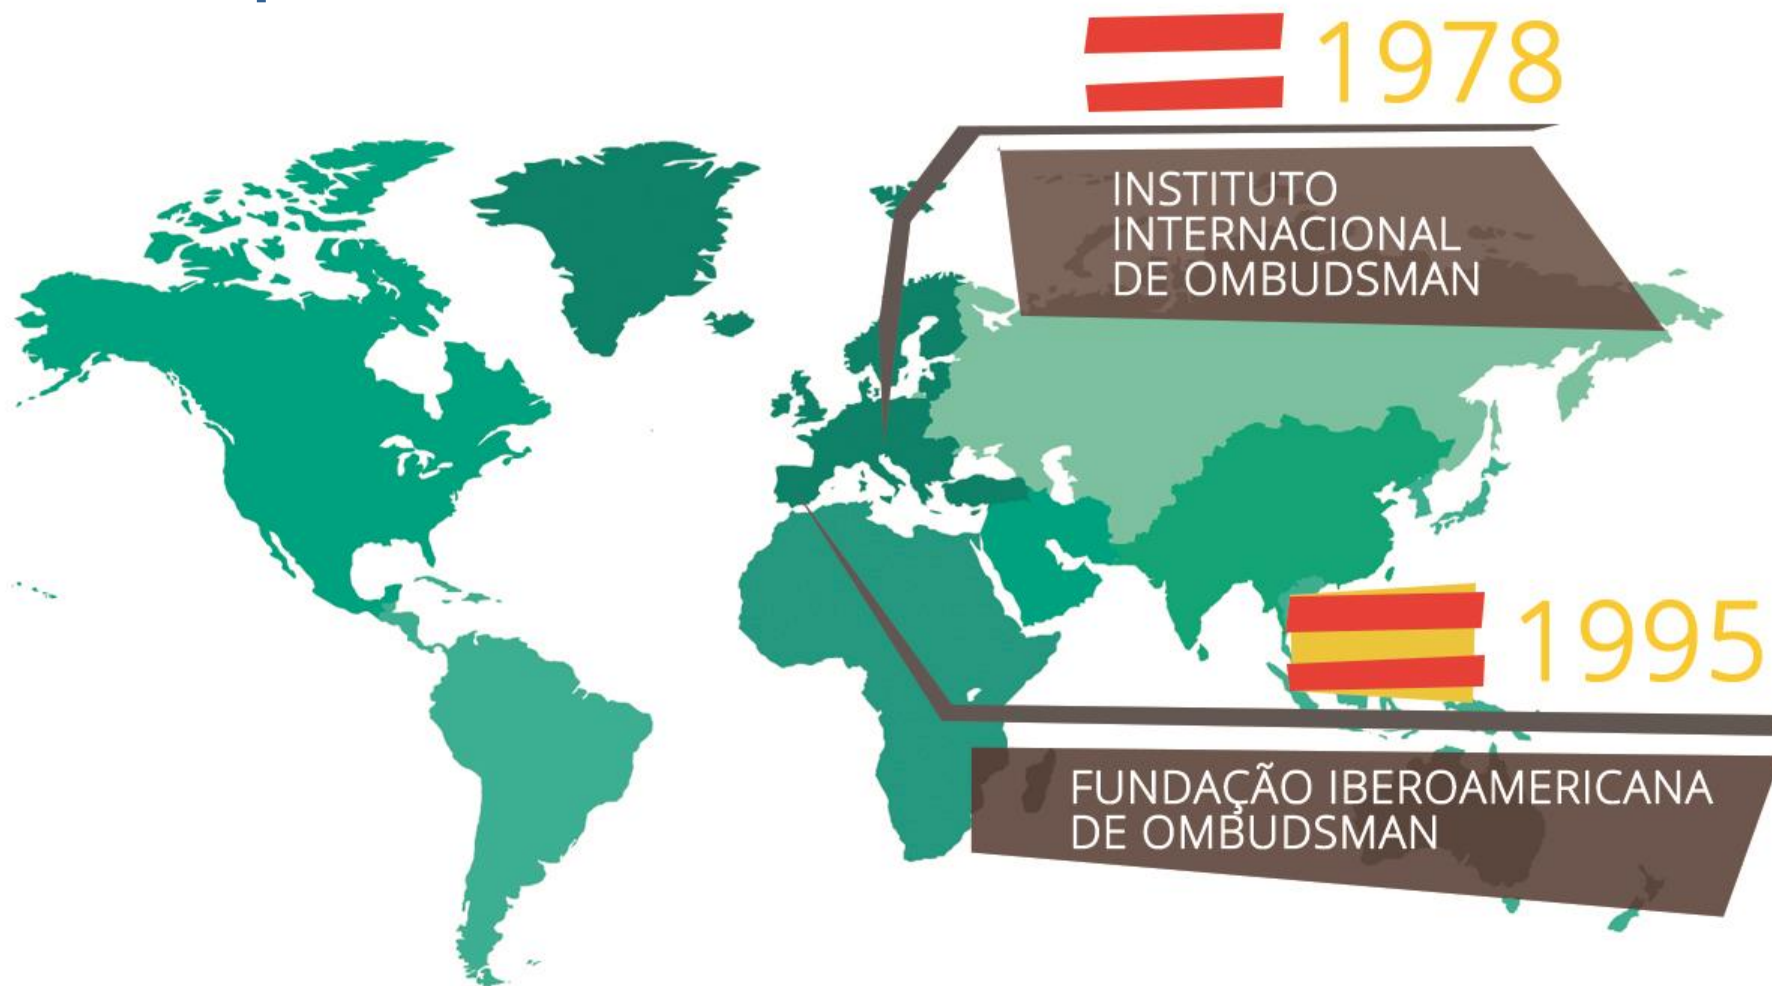 1978
INSTITUTO
INTERNACIONAL
DE OMBUDSMAN
1995
FUNDAÇÃO IBEROAMERICANA
DE OMBUDSMAN